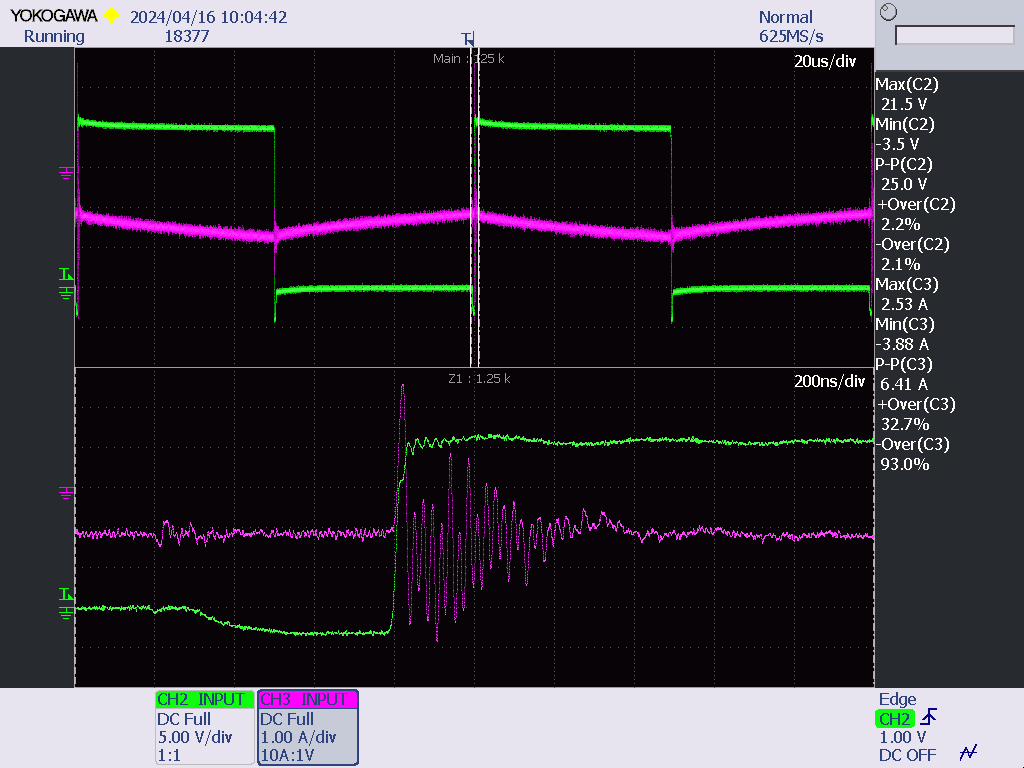 YOKOGAWA 2024/04/16 10:04:42 Normal
Running 18377 625MS/s
T
Main : 125 k 20us/div
Max(C2)
21.5 V
Min(C2)
-3.5 V
P-P(C2)
25.0 V
+Over(C2)
2.2%
-Over(C2)
2.1%
Max(C3)
2.53 A
Min(C3)
-3.88 A
P-P(C3)
6.41 A
+Over(C3)
32.7%
-Over(C3)
93.0%
T
Z1 : 1.25 k 200ns/div
T
CH2 INPUT
DC Full
5.00 V/div
1:1
CH3 INPUT
DC Full
1.00 A/div
10A:1V
Edge
CH2
1.00 V
DC OFF